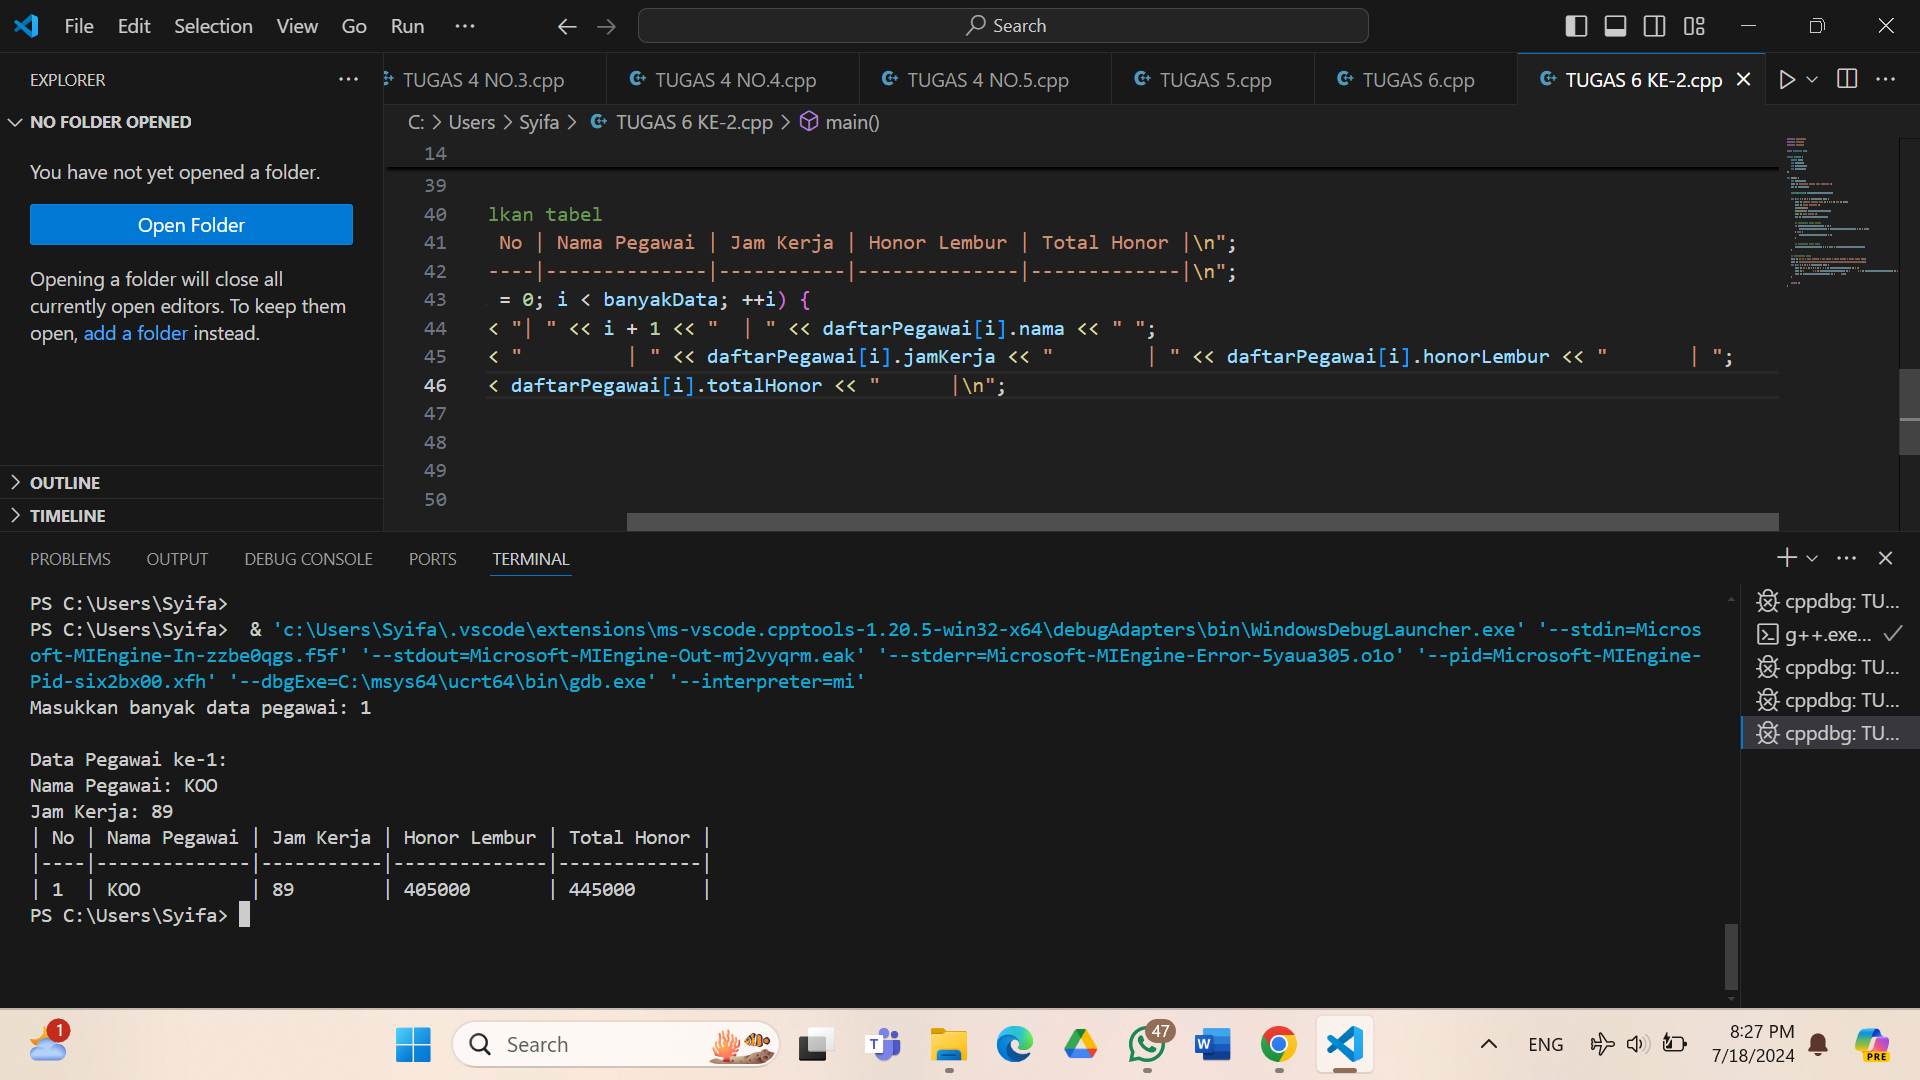 File Edit Selection View Go Run ···
Search
EXPLORER ···
TUGAS 4 NO.3.cpp
TUGAS 4 NO.4.cpp
TUGAS 4 NO.5.cpp
TUGAS 5.cpp
TUGAS 6.cpp
TUGAS 6 KE-2.cpp
NO FOLDER OPENED
C: > Users > Syifa > TUGAS 6 KE-2.cpp > main()
You have not yet opened a folder.
Open Folder
Opening a folder will close all
currently open editors. To keep them
open, add a folder instead.
OUTLINE
TIMELINE
14
39
40 lkan tabel
41 No | Nama Pegawai | Jam Kerja | Honor Lembur | Total Honor |\n";
42 ----|--------------|-----------|--------------|-------------|\n";
43 = 0; i < banyakData; ++i) {
44 < "| " << i + 1 << "  | " << daftarPegawai[i].nama << " ";
45 < "         | " << daftarPegawai[i].jamKerja << "        | " << daftarPegawai[i].honorLembur << "       | ";
46 < daftarPegawai[i].totalHonor << "      |\n";
47
48
49
50
PROBLEMS OUTPUT DEBUG CONSOLE PORTS TERMINAL
PS C:\Users\Syifa>
PS C:\Users\Syifa>  & 'c:\Users\Syifa\.vscode\extensions\ms-vscode.cpptools-1.20.5-win32-x64\debugAdapters\bin\WindowsDebugLauncher.exe' '--stdin=Micros
oft-MIEngine-In-zzbe0qgs.f5f' '--stdout=Microsoft-MIEngine-Out-mj2vyqrm.eak' '--stderr=Microsoft-MIEngine-Error-5yaua305.o1o' '--pid=Microsoft-MIEngine-
Pid-six2bx00.xfh' '--dbgExe=C:\msys64\ucrt64\bin\gdb.exe' '--interpreter=mi'
Masukkan banyak data pegawai: 1
Data Pegawai ke-1:
Nama Pegawai: KOO
Jam Kerja: 89
| No | Nama Pegawai | Jam Kerja | Honor Lembur | Total Honor |
|----|--------------|-----------|--------------|-------------|
| 1  | KOO          | 89        | 405000       | 445000      |
PS C:\Users\Syifa>
cppdbg: TU...
g++.exe...
cppdbg: TU...
cppdbg: TU...
cppdbg: TU...
1
Search
T
47
W
ENG
8:27 PM
7/18/2024
PRE